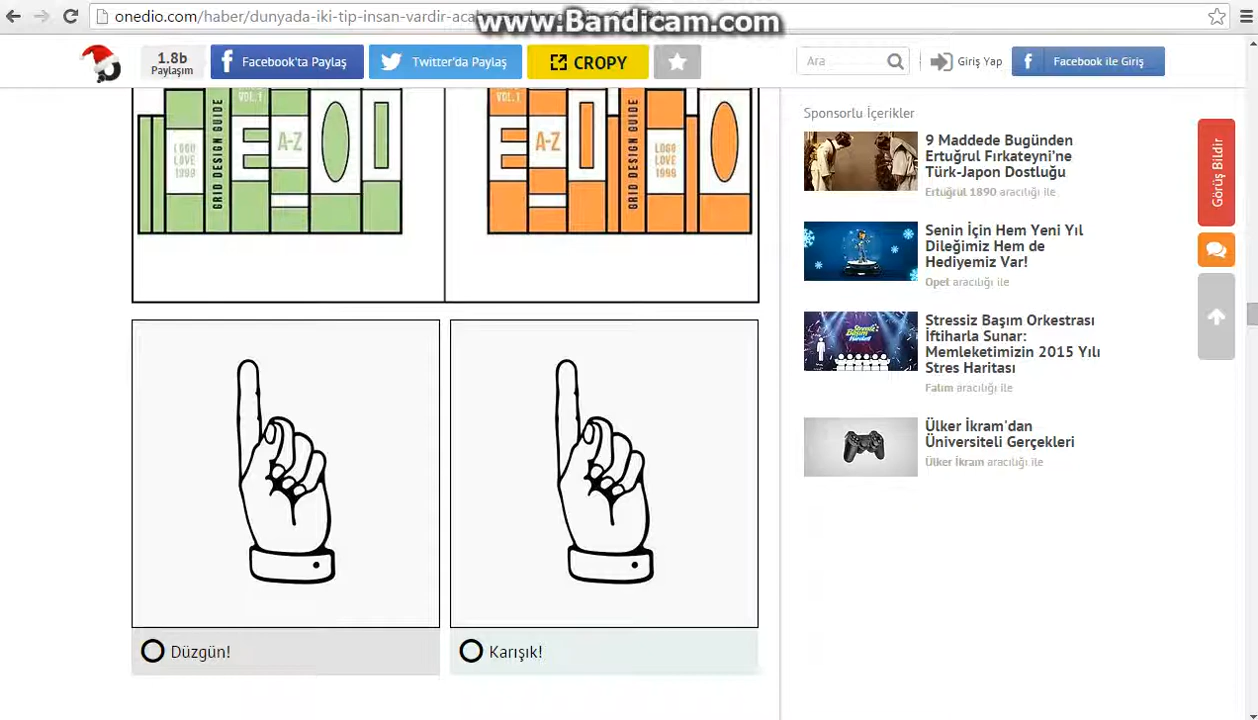 onedio.com/haber/dunyada-iki-tip-insan-vardir-aca
www.Bandicam.com
1.8b
Paylaşım
Facebook'ta Paylaş
Twitter'da Paylaş
CROPY
Ara
Giriş Yap
Facebook ile Giriş
VOL.1
LOGO
LOVE
1998
GRID DESIGN GUIDE
A-Z
VOL.1
A-Z
GRID DESIGN GUIDE
LOGO
LOVE
1998
Düzgün!
Karışık!
Sponsorlu İçerikler
9 Maddede Bugünden
Ertuğrul Fırkateyni'ne
Türk-Japon Dostluğu
Ertuğrul 1890 aracılığı ile
Senin İçin Hem Yeni Yıl
Dileğimiz Hem de
Hediyemiz Var!
Opet aracılığı ile
Stressiz Başım Orkestrası
İftiharla Sunar:
Memleketimizin 2015 Yılı
Stres Haritası
Falım aracılığı ile
Ülker İkram'dan
Üniversiteli Gerçekleri
Ülker İkram aracılığı ile
Görüş Bildir